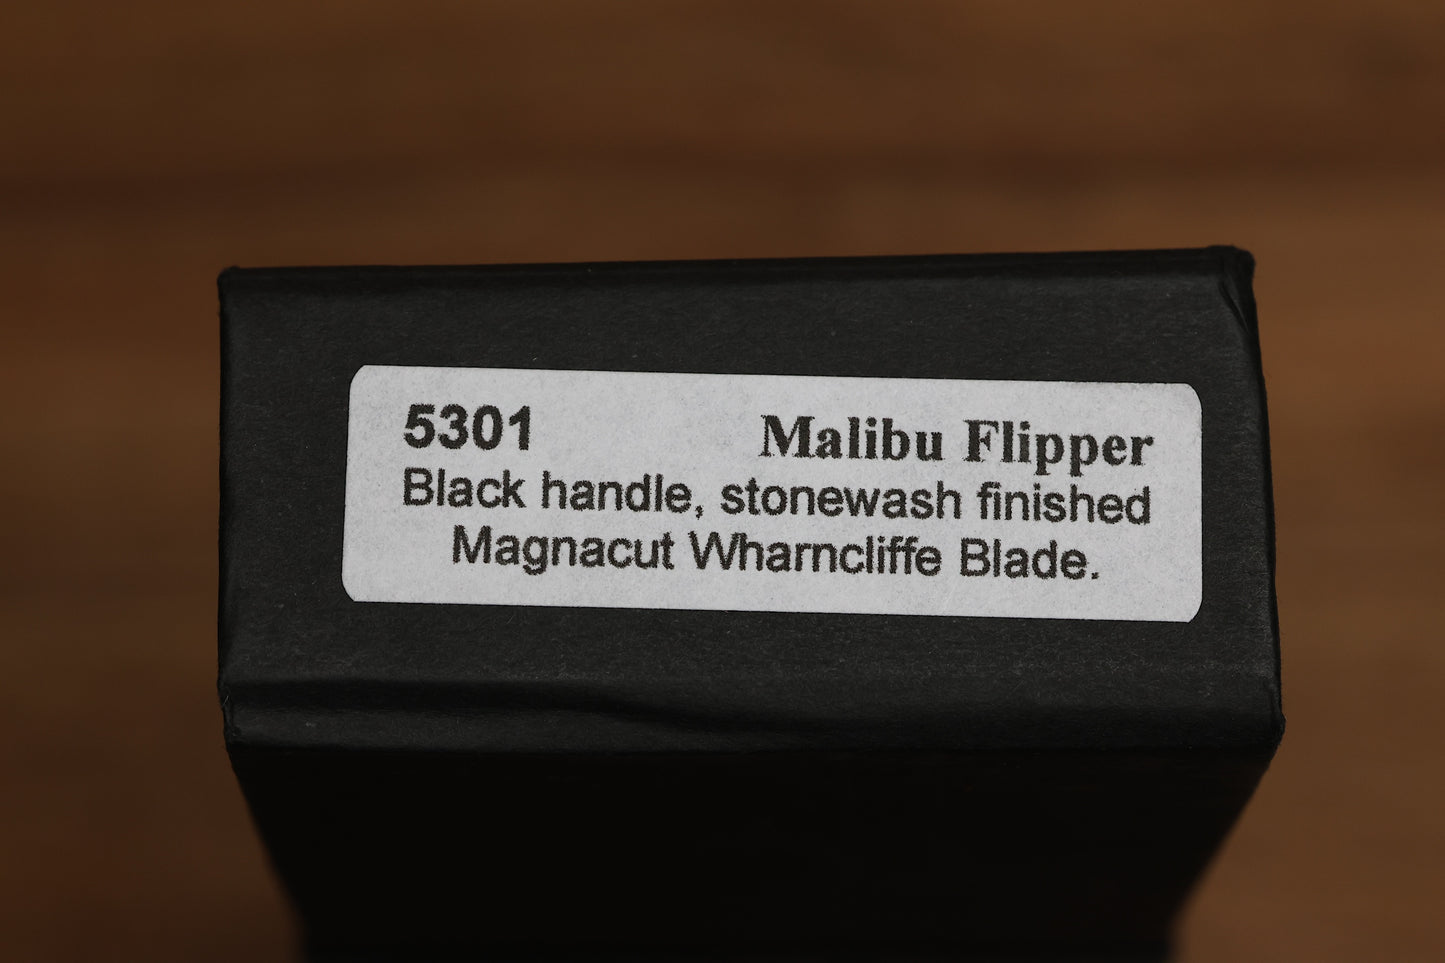 5301 Malibu Flipper
Black handle, stonewash finished
Magnacut Wharncliffe Blade.